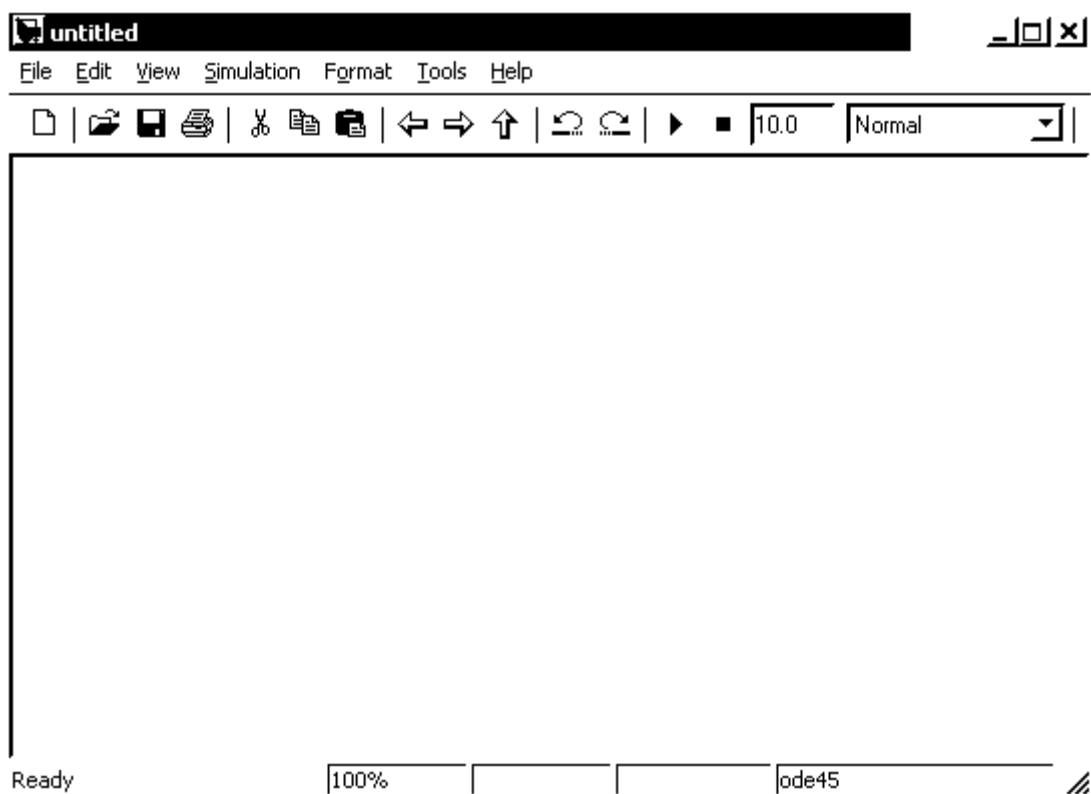 untitled
File Edit View Simulation Format Tools Help
10.0 Normal
Ready 100% ode45